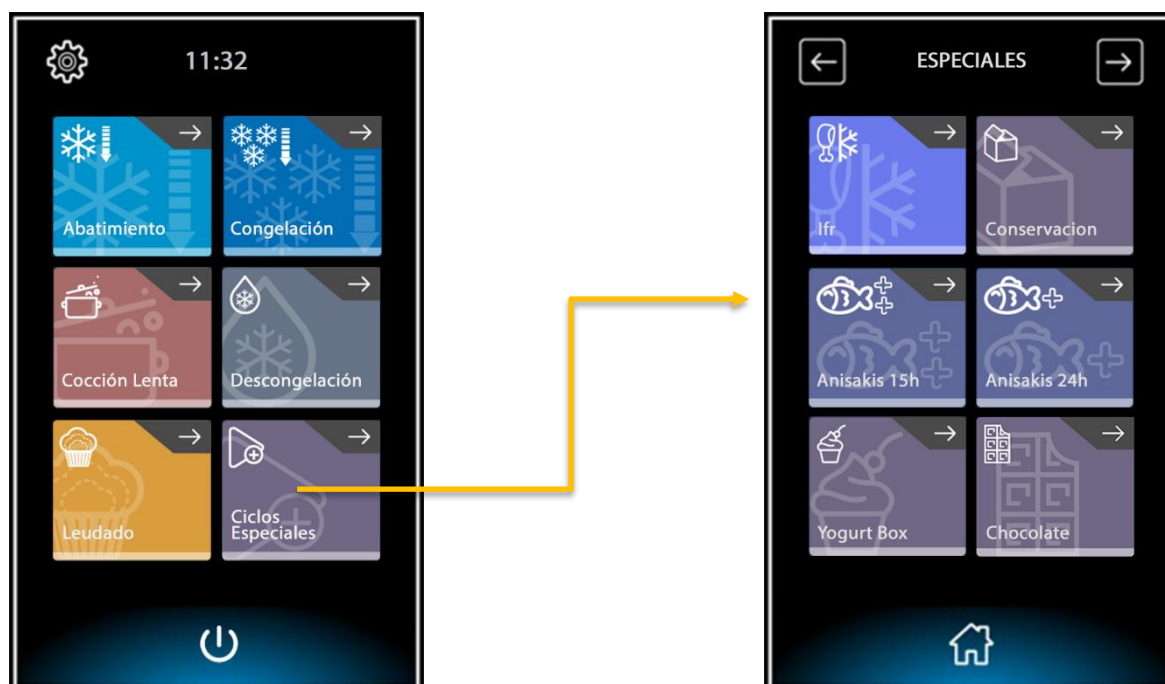 11:32
Abatimiento
Congelación
Cocción Lenta
Descongelación
Leudado
Ciclos
Especiales
ESPECIALES
Ifr
Conservacion
Anisakis 15h
Anisakis 24h
Yogurt Box
Chocolate